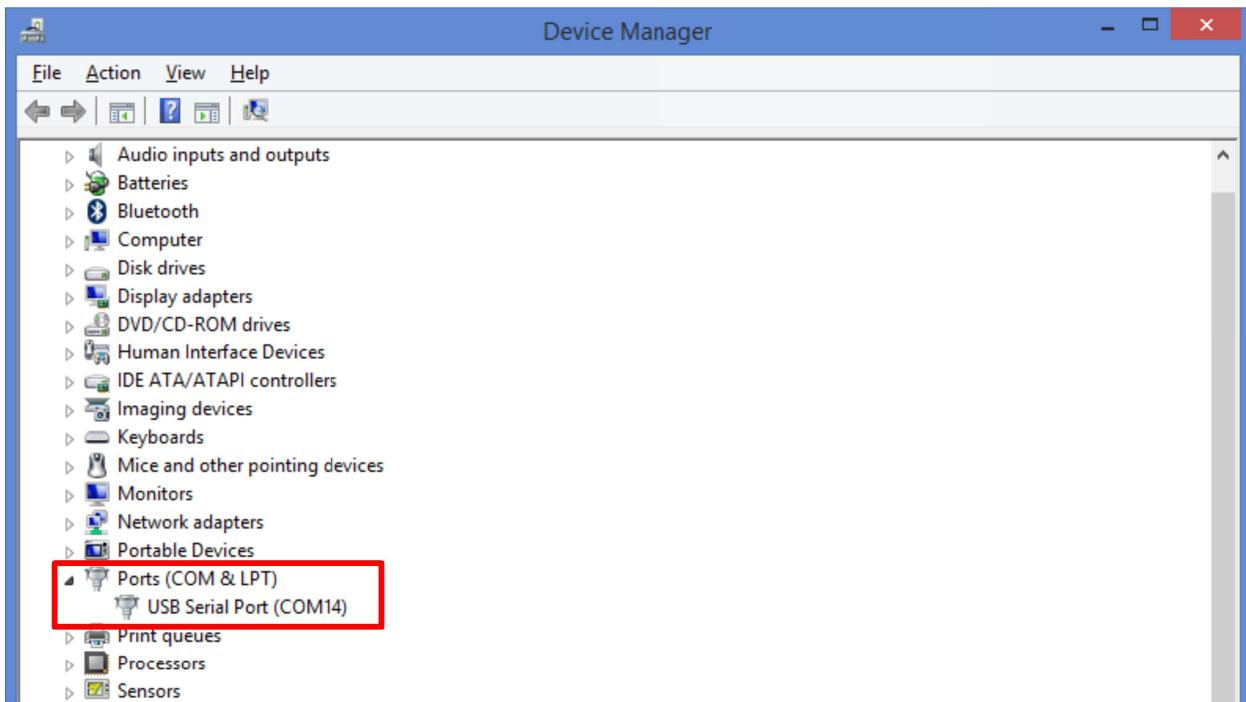 Device Manager
File Action View Help
Audio inputs and outputs
Batteries
Bluetooth
Computer
Disk drives
Display adapters
DVD/CD-ROM drives
Human Interface Devices
IDE ATA/ATAPI controllers
Imaging devices
Keyboards
Mice and other pointing devices
Monitors
Network adapters
Portable Devices
Ports (COM & LPT)
USB Serial Port (COM14)
Print queues
Processors
Sensors